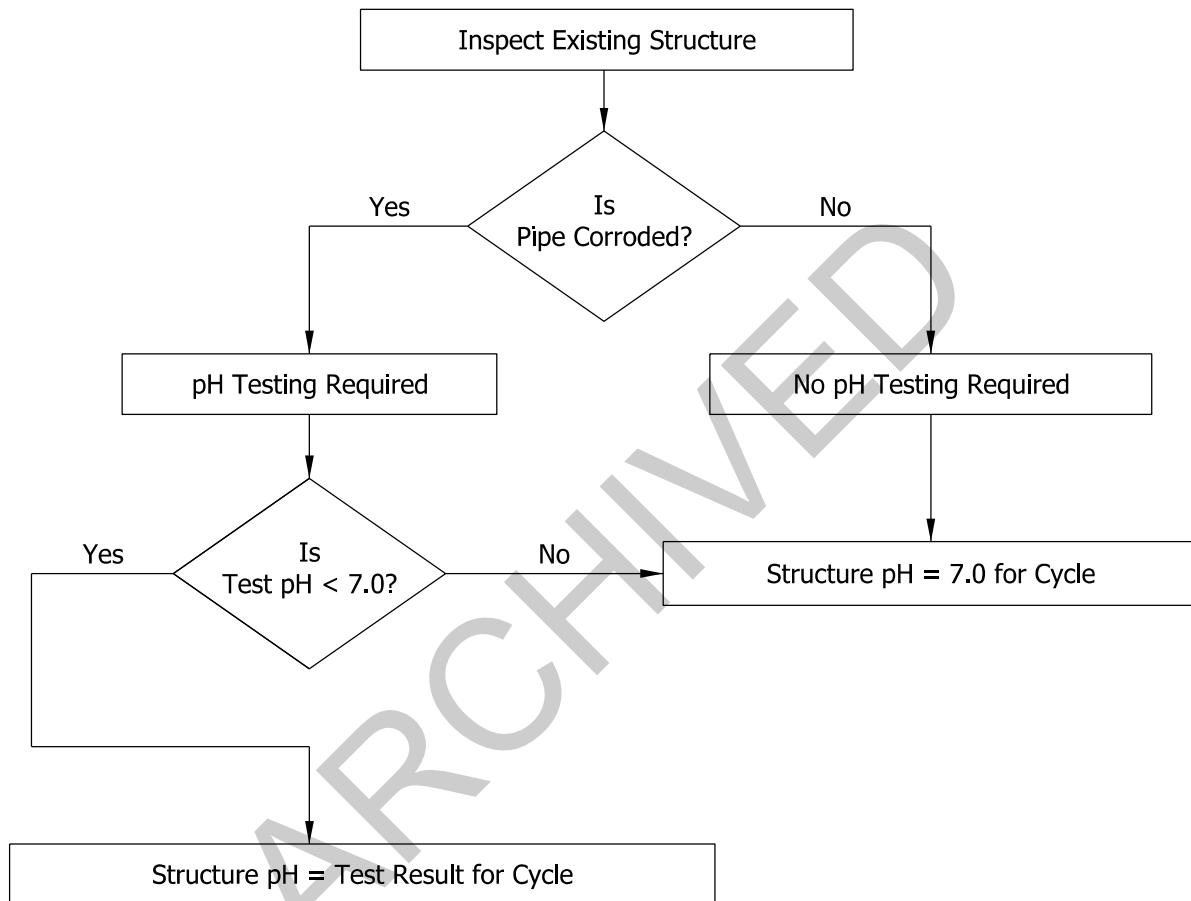 Inspect Existing Structure
Is
Pipe Corroded?
Yes
No
pH Testing Required
No pH Testing Required
Is
Test pH < 7.0?
Yes
No
Structure pH = 7.0 for Cycle
Structure pH = Test Result for Cycle
ARCHIVED